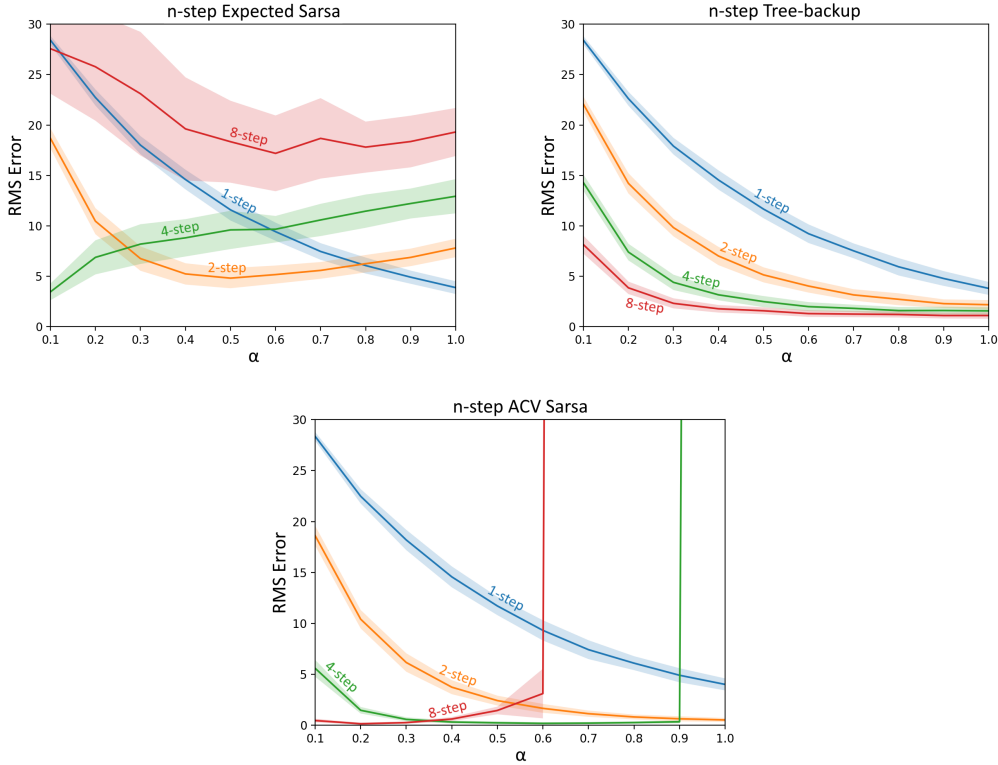 n-step Expected Sarsa
30
25
20
15
10
5
0
RMS Error
8-step
1-step
4-step
2-step
0.1 0.2 0.3 0.4 0.5 0.6 0.7 0.8 0.9 1.0
α
n-step Tree-backup
30
25
20
15
10
5
0
RMS Error
1-step
2-step
4-step
8-step
0.1 0.2 0.3 0.4 0.5 0.6 0.7 0.8 0.9 1.0
α
n-step ACV Sarsa
30
25
20
15
10
5
0
RMS Error
1-step
2-step
4-step
8-step
0.1 0.2 0.3 0.4 0.5 0.6 0.7 0.8 0.9 1.0
α